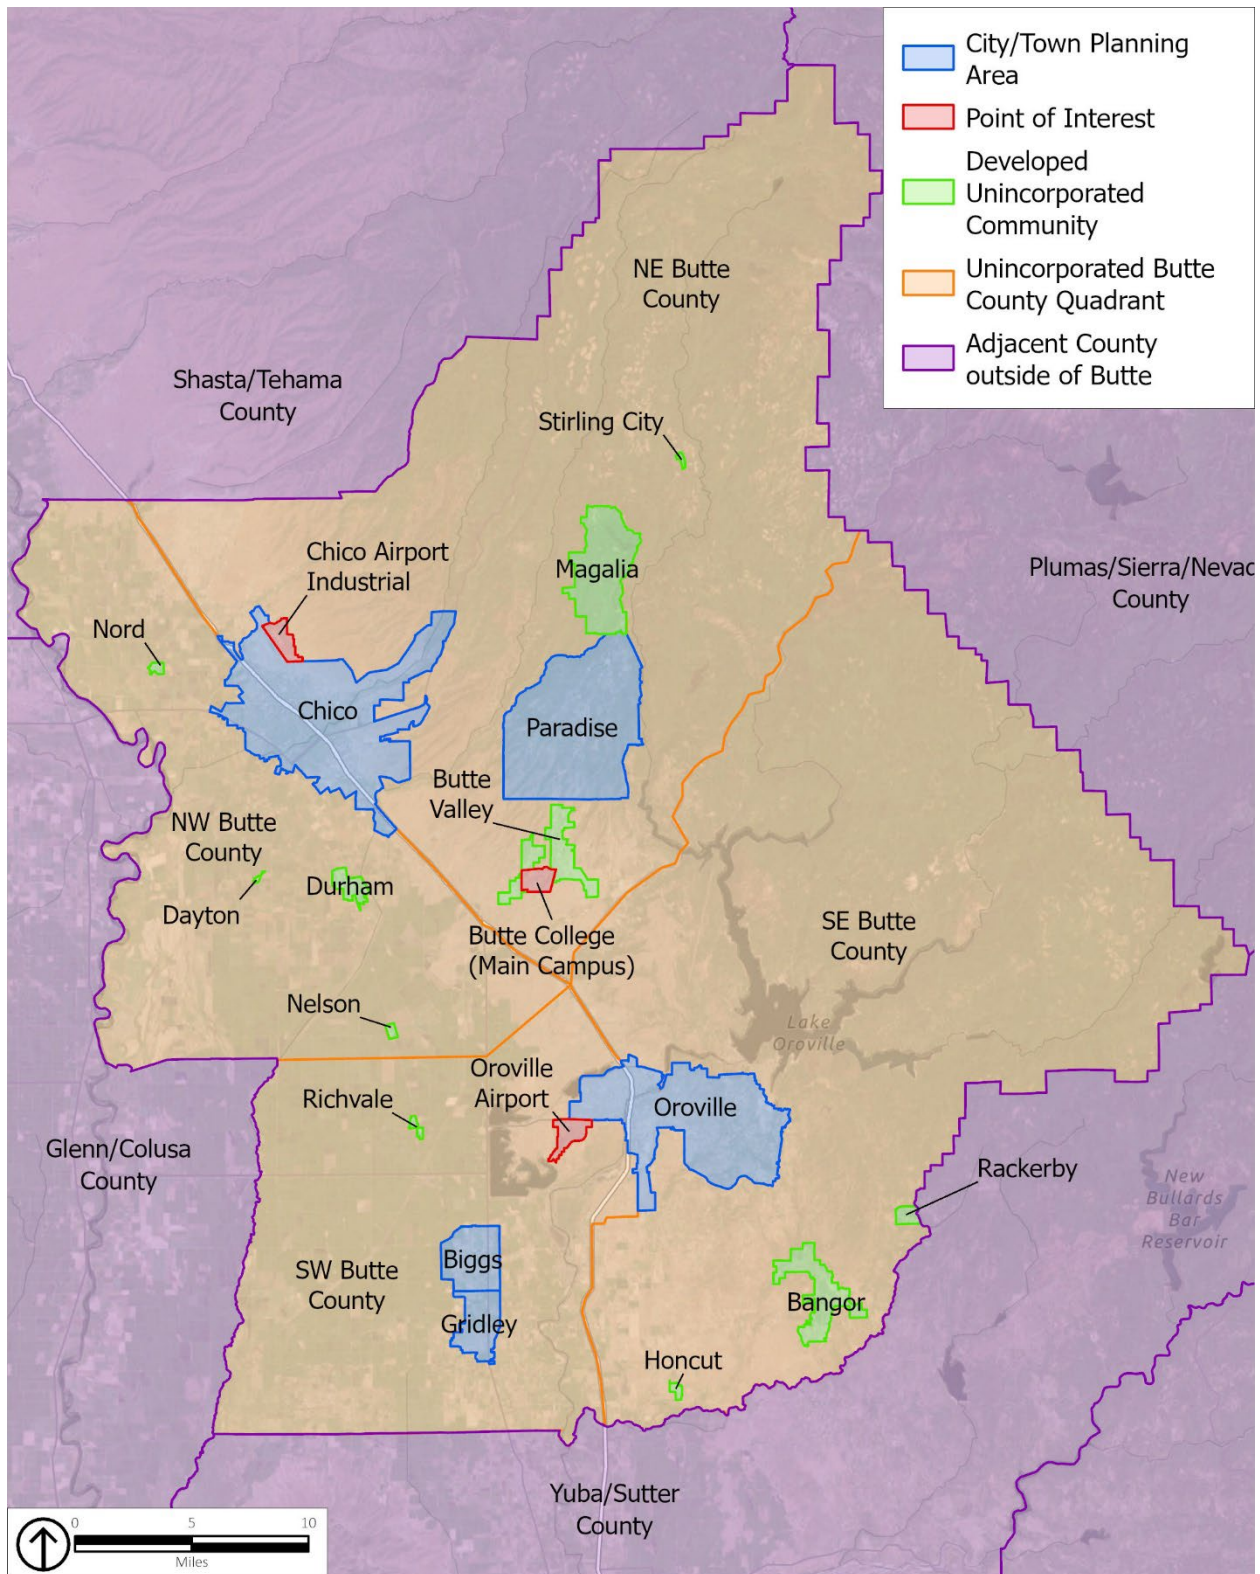 City/Town Planning
Area
Point of Interest
Developed
Unincorporated
Community
Unincorporated Butte
County Quadrant
Adjacent County
outside of Butte
NE Butte
County
Shasta/Tehama
County
Stirling City
Chico Airport
Industrial
Magalia
Plumas/Sierra/Nevad
County
Nord
Chico
Paradise
Butte
Valley
NW Butte
County
Durham
Dayton
SE Butte
County
Butte College
(Main Campus)
Nelson
Lake
Oroville
Oroville
Airport
Richvale
Oroville
Glenn/Colusa
County
Rackerby
New
Bullards
Bar
Reservoir
Biggs
SW Butte
County
Bangor
Gridley
Honcut
Yuba/Sutter
County
0 5 10
Miles